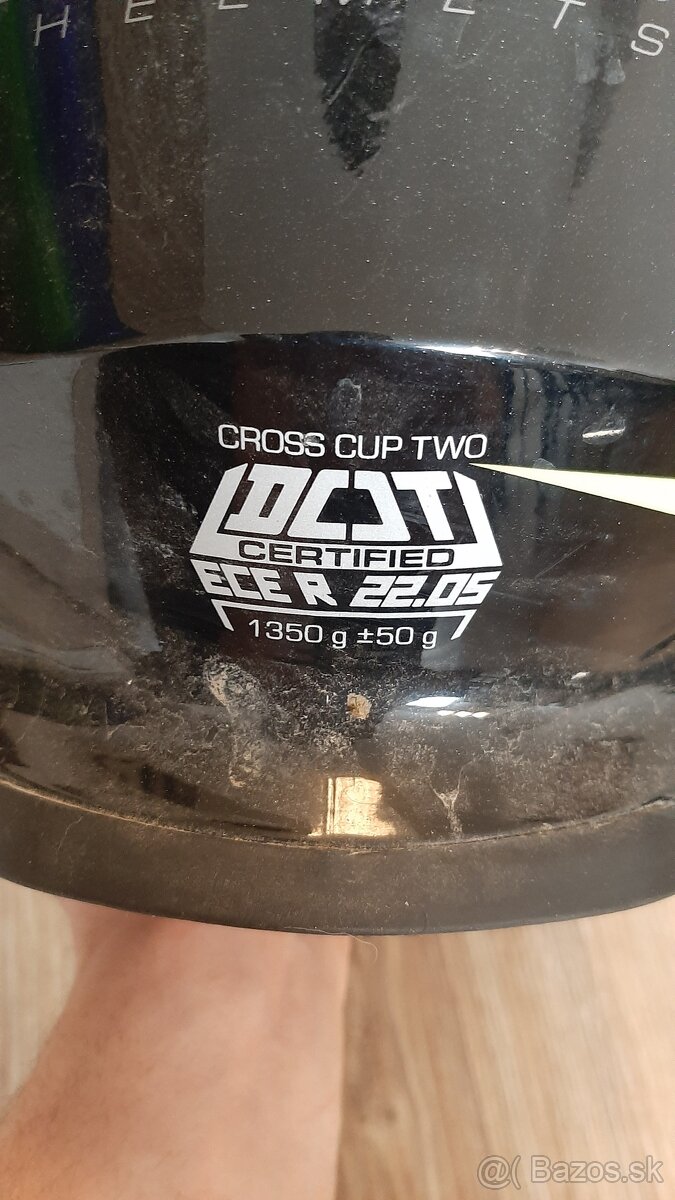 HELMETS
CROSS CUP TWO
DOT
CERTIFIED
ECE R 22.05
1350 g ±50 g
@( Bazos.sk